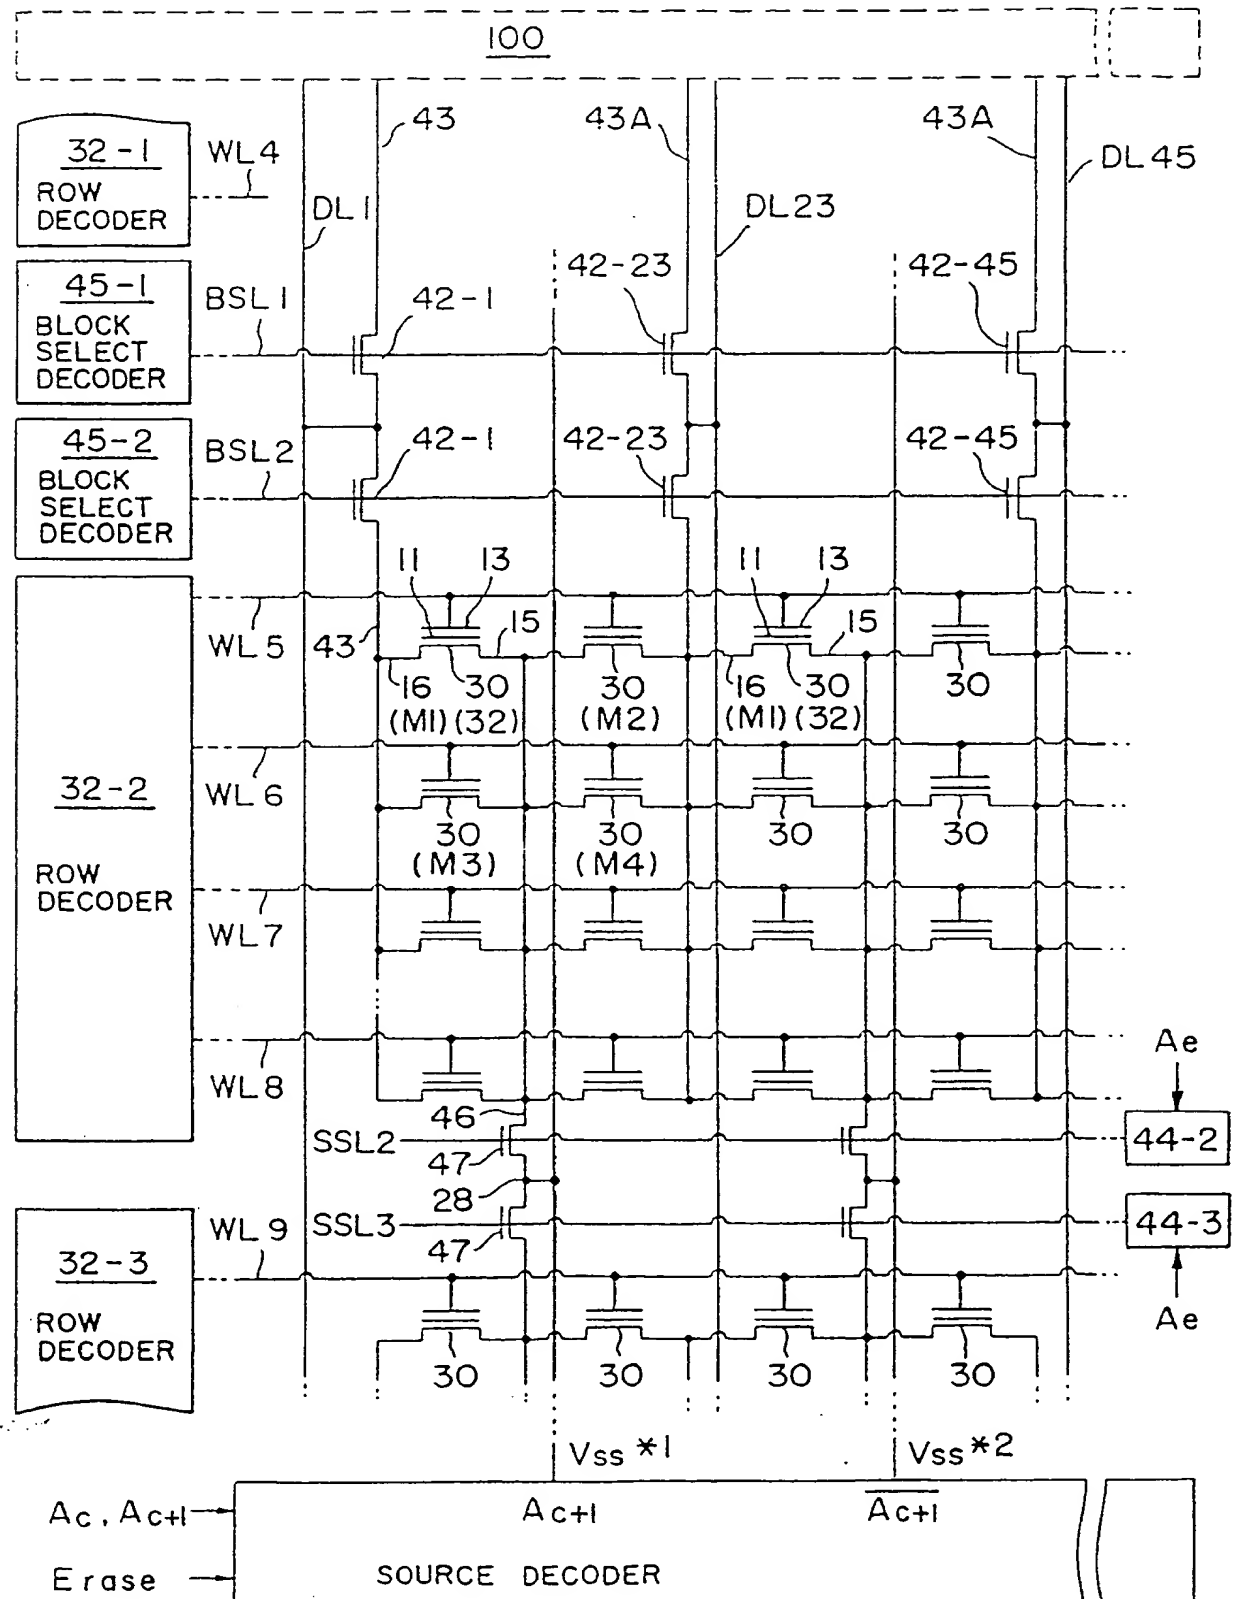 100
43
43A
43A
DL45
32-1
ROW
DECODER
WL4
DL1
DL23
45-1
BLOCK
SELECT
DECODER
BSL1
42-1
42-23
42-45
45-2
BLOCK
SELECT
DECODER
BSL2
42-1
42-23
42-45
11
13
11
13
WL5
43
15
15
16
30
30
16
30
30
(M1)(32)
(M2)
(M1)(32)
32-2
ROW
DECODER
WL6
30
30
30
30
(M3)
(M4)
WL7
WL8
46
Ae
SSL2
47
44-2
28
SSL3
47
44-3
Ae
32-3
ROW
DECODER
WL9
30
30
30
30
Vss *1
Vss *2
Ac, Ac+1
Ac+1
A̅c̅+̅1̅
Erase
SOURCE DECODER